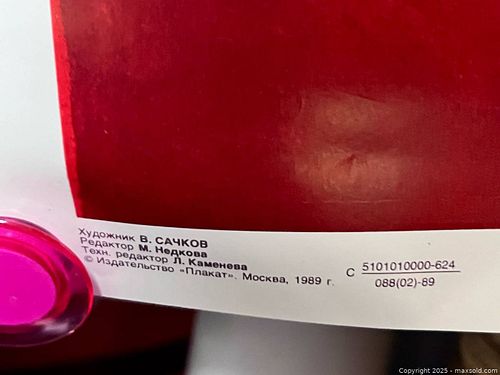 Художник В. САЧКОВ
Редактор М. Недкова
Техн. редактор Л. Каменева
© Издательство «Плакат». Москва, 1989 г.
С 5101010000-624
088(02)-89
Copyright 2025 - maxsold.com